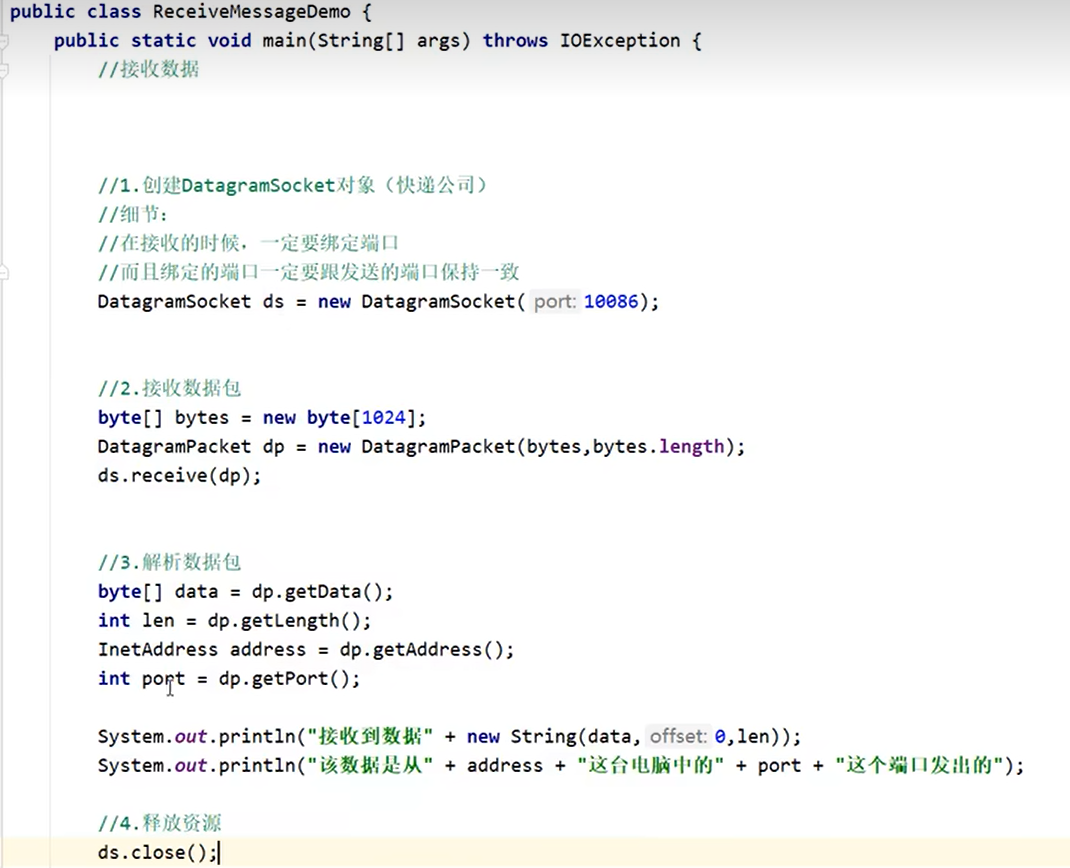 public class ReceiveMessageDemo {
public static void main(String[] args) throws IOException {
//接收数据
//1.创建DatagramSocket对象（快递公司）
//细节：
//在接收的时候，一定要绑定端口
//而且绑定的端口一定要跟发送的端口保持一致
DatagramSocket ds = new DatagramSocket( port: 10086);
//2.接收数据包
byte[] bytes = new byte[1024];
DatagramPacket dp = new DatagramPacket(bytes,bytes.length);
ds.receive(dp);
//3.解析数据包
byte[] data = dp.getData();
int len = dp.getLength();
InetAddress address = dp.getAddress();
int port = dp.getPort();
System.out.println("接收到数据" + new String(data, offset: 0,len));
System.out.println("该数据是从" + address + "这台电脑中的" + port + "这个端口发出的");
//4.释放资源
ds.close();